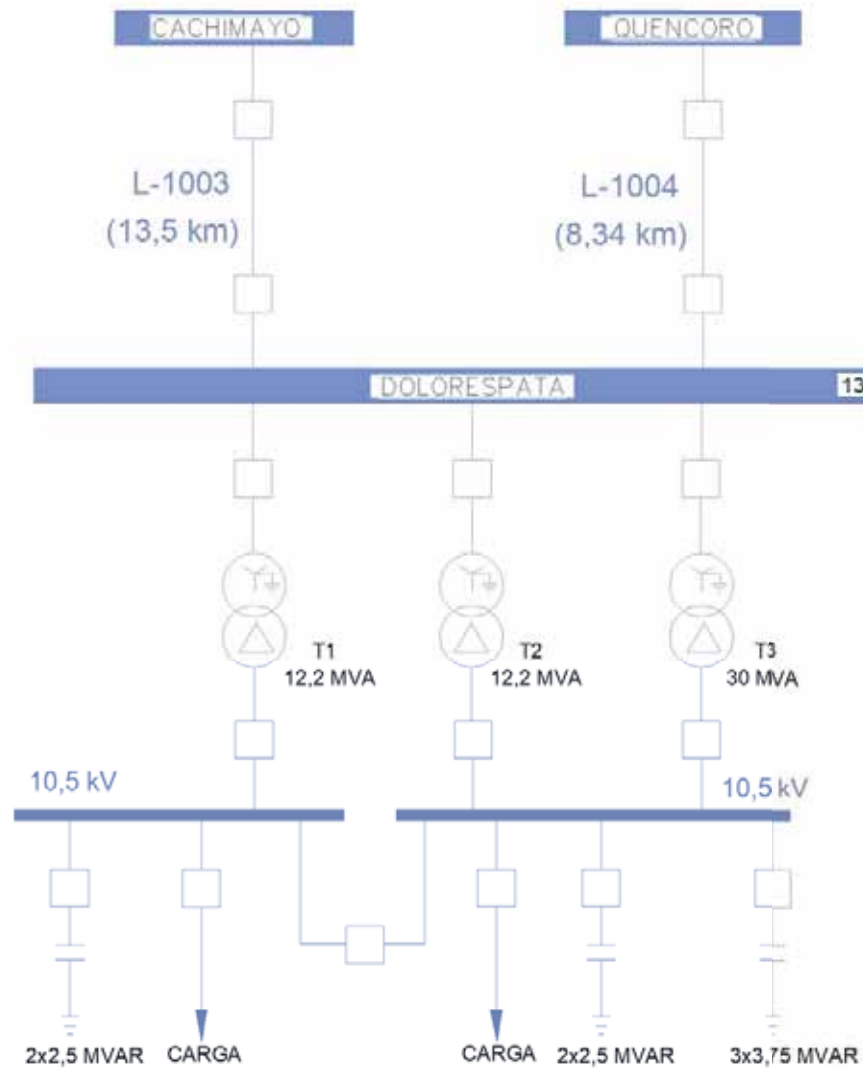 CACHIMAYO
QUENCORO
L-1003
(13,5 km)
L-1004
(8,34 km)
DOLORESPATA
13
T1
12,2 MVA
T2
12,2 MVA
T3
30 MVA
10,5 kV
10,5 kV
2x2,5 MVAR
CARGA
CARGA
2x2,5 MVAR
3x3,75 MVAR